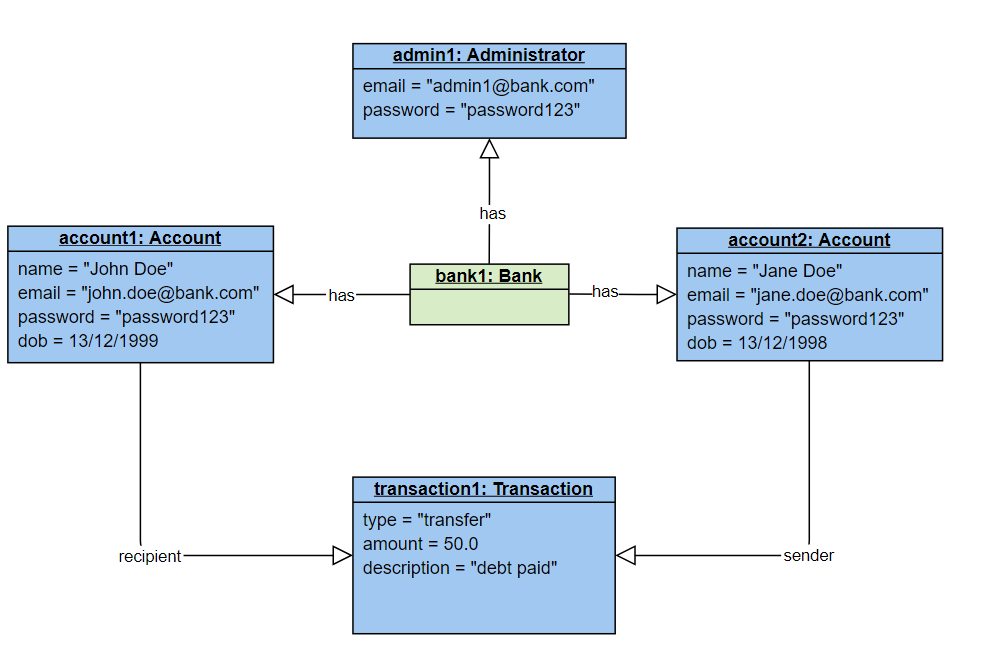 admin1: Administrator
email = "admin1@bank.com"
password = "password123"
has
account1: Account
name = "John Doe"
email = "john.doe@bank.com"
password = "password123"
dob = 13/12/1999
has
bank1: Bank
has
account2: Account
name = "Jane Doe"
email = "jane.doe@bank.com"
password = "password123"
dob = 13/12/1998
transaction1: Transaction
type = "transfer"
amount = 50.0
description = "debt paid"
recipient
sender